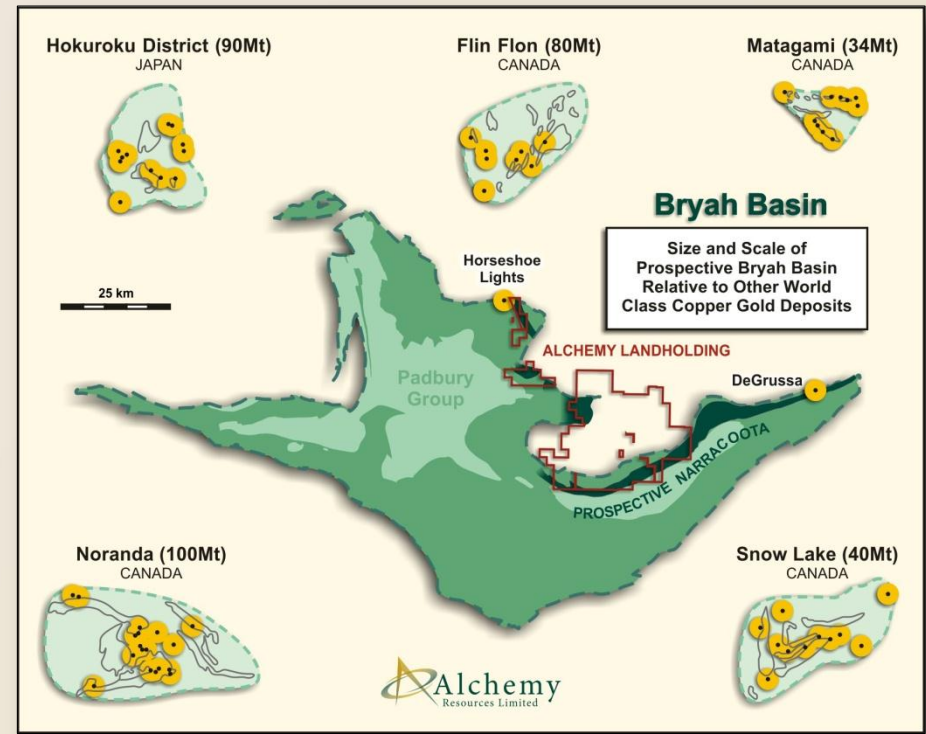 Hokuroku District (90Mt)
JAPAN
Flin Flon (80Mt)
CANADA
Matagami (34Mt)
CANADA
Bryah Basin
Size and Scale of
Prospective Bryah Basin
Relative to Other World
Class Copper Gold Deposits
25 km
Horseshoe
Lights
ALCHEMY LANDHOLDING
Padbury
Group
DeGrussa
PROSPECTIVE NARRACOOTA
Noranda (100Mt)
CANADA
Snow Lake (40Mt)
CANADA
Alchemy
Resources Limited